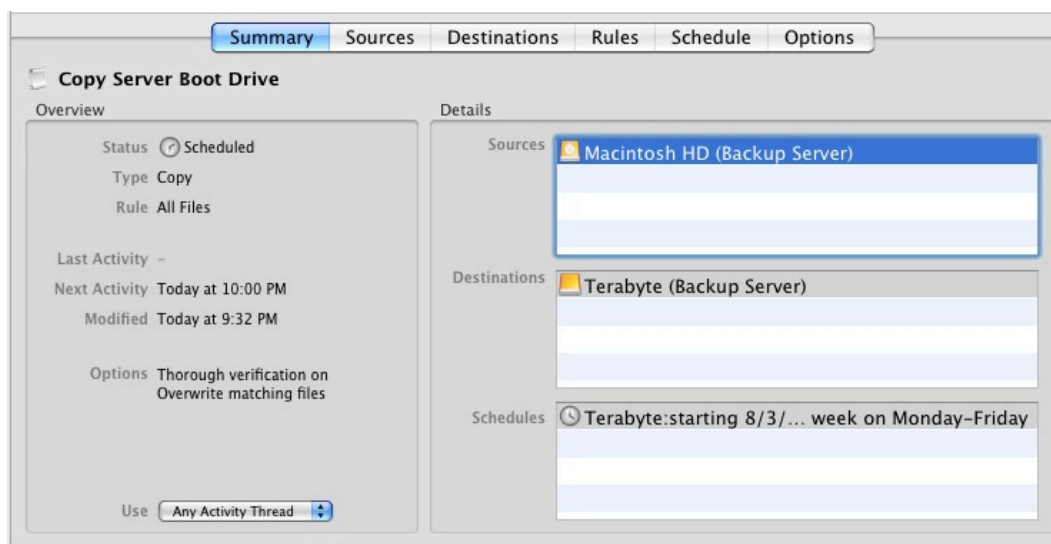 Summary Sources Destinations Rules Schedule Options
Copy Server Boot Drive
Overview
Status Scheduled
Type Copy
Rule All Files
Last Activity –
Next Activity Today at 10:00 PM
Modified Today at 9:32 PM
Options Thorough verification on
Overwrite matching files
Use Any Activity Thread
Details
Sources Macintosh HD (Backup Server)
Destinations Terabyte (Backup Server)
Schedules Terabyte:starting 8/3/... week on Monday–Friday